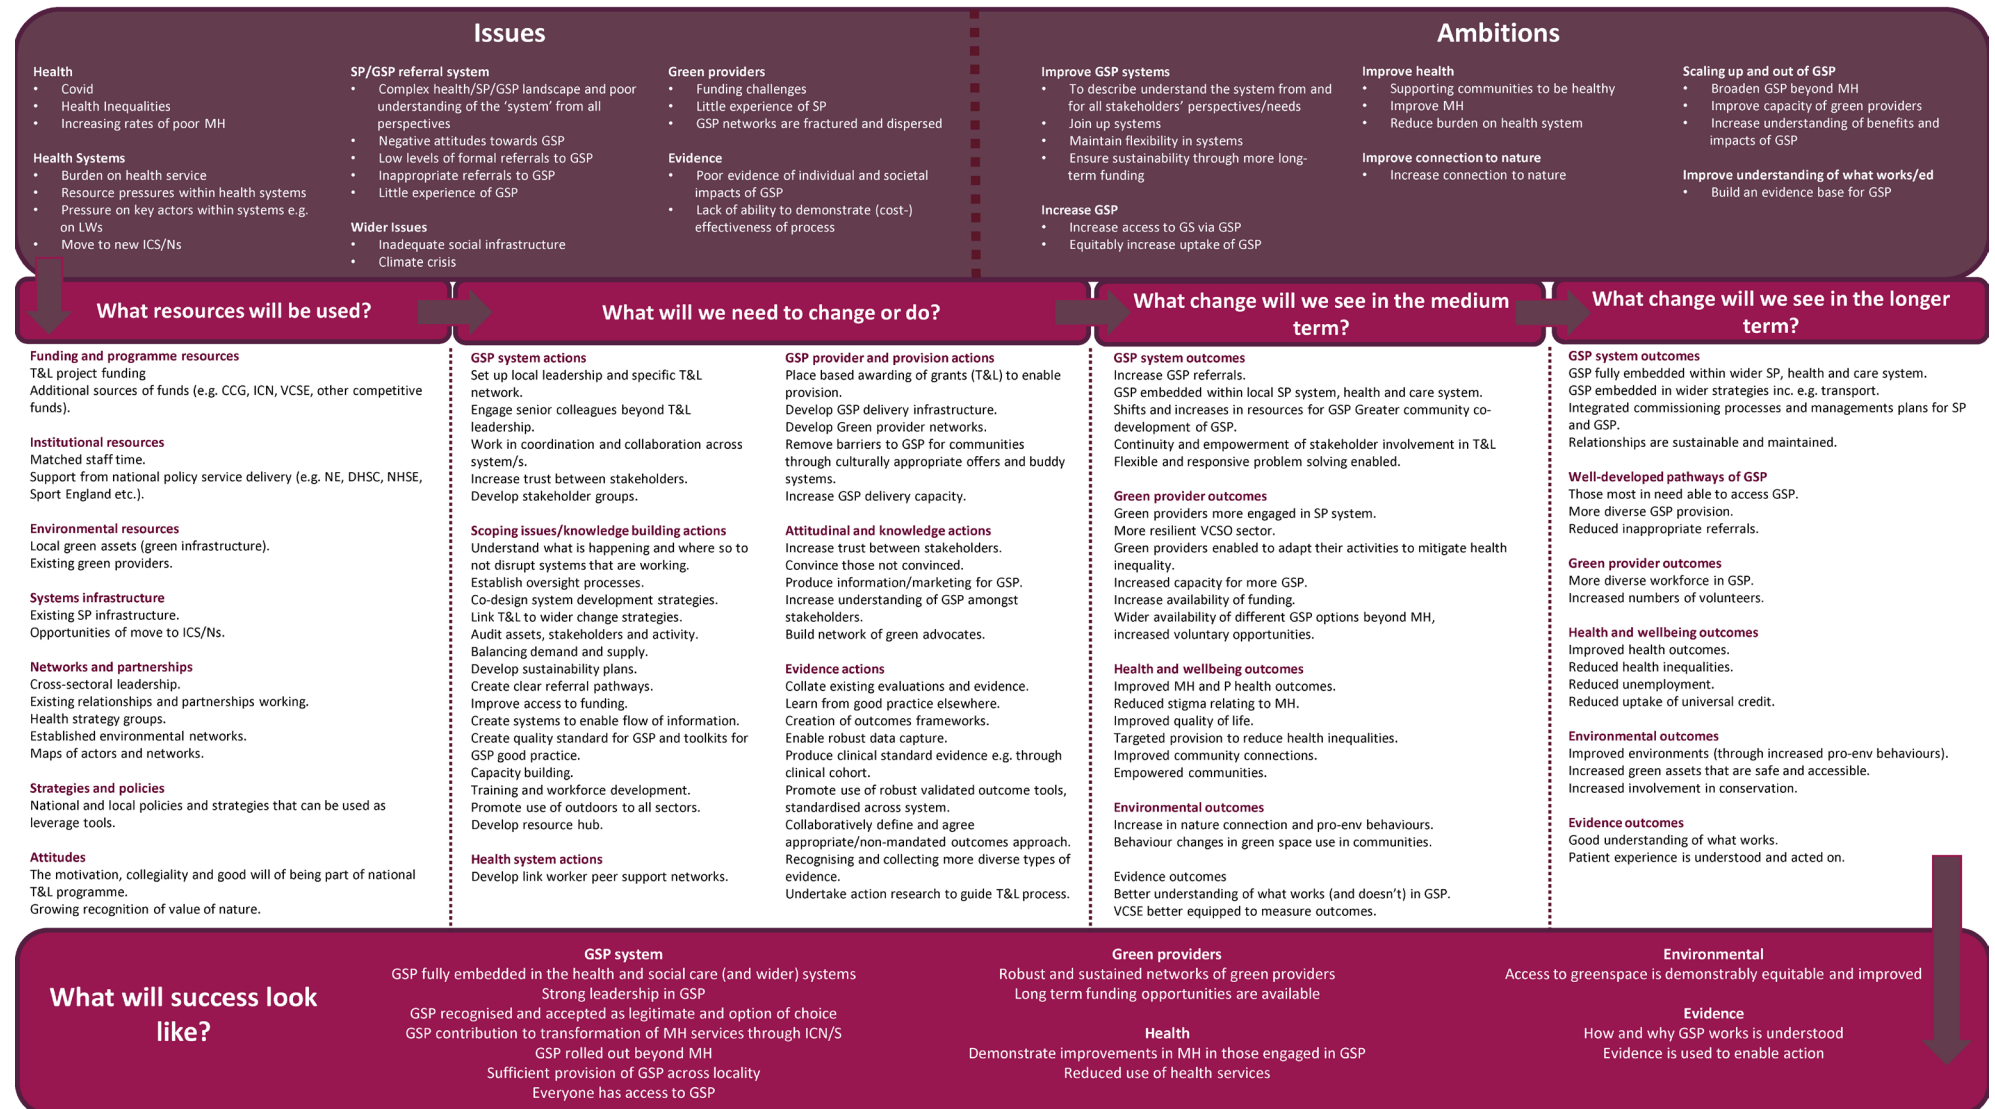 Issues
Health
• Covid
• Health Inequalities
• Increasing rates of poor MH
Health Systems
• Burden on health service
• Resource pressures within health systems
• Pressure on key actors within systems e.g.
on LWs
• Move to new ICS/Ns
SP/GSP referral system
• Complex health/SP/GSP landscape and poor
understanding of the ‘system’ from all
perspectives
• Negative attitudes towards GSP
• Low levels of formal referrals to GSP
• Inappropriate referrals to GSP
• Little experience of GSP
Wider Issues
• Inadequate social infrastructure
• Climate crisis
Green providers
• Funding challenges
• Little experience of SP
• GSP networks are fractured and dispersed
Evidence
• Poor evidence of individual and societal
impacts of GSP
• Lack of ability to demonstrate (cost-)
effectiveness of process
Ambitions
Improve GSP systems
• To describe understand the system from and
for all stakeholders’ perspectives/needs
• Join up systems
• Maintain flexibility in systems
• Ensure sustainability through more long-
term funding
Increase GSP
• Increase access to GS via GSP
• Equitably increase uptake of GSP
Improve health
• Supporting communities to be healthy
• Improve MH
• Reduce burden on health system
Improve connection to nature
• Increase connection to nature
Scaling up and out of GSP
• Broaden GSP beyond MH
• Improve capacity of green providers
• Increase understanding of benefits and
impacts of GSP
Improve understanding of what works/ed
• Build an evidence base for GSP
What resources will be used?
Funding and programme resources
T&L project funding
Additional sources of funds (e.g. CCG, ICN, VCSE, other competitive
funds).
Institutional resources
Matched staff time.
Support from national policy service delivery (e.g. NE, DHSC, NHSE,
Sport England etc.).
Environmental resources
Local green assets (green infrastructure).
Existing green providers.
Systems infrastructure
Existing SP infrastructure.
Opportunities of move to ICS/Ns.
Networks and partnerships
Cross-sectoral leadership.
Existing relationships and partnerships working.
Health strategy groups.
Established environmental networks.
Maps of actors and networks.
Strategies and policies
National and local policies and strategies that can be used as
leverage tools.
Attitudes
The motivation, collegiality and good will of being part of national
T&L programme.
Growing recognition of value of nature.
What will we need to change or do?
GSP system actions
Set up local leadership and specific T&L
network.
Engage senior colleagues beyond T&L
leadership.
Work in coordination and collaboration across
system/s.
Increase trust between stakeholders.
Develop stakeholder groups.
Scoping issues/knowledge building actions
Understand what is happening and where so to
not disrupt systems that are working.
Establish oversight processes.
Co-design system development strategies.
Link T&L to wider change strategies.
Audit assets, stakeholders and activity.
Balancing demand and supply.
Develop sustainability plans.
Create clear referral pathways.
Improve access to funding.
Create systems to enable flow of information.
Create quality standard for GSP and toolkits for
GSP good practice.
Capacity building.
Training and workforce development.
Promote use of outdoors to all sectors.
Develop resource hub.
Health system actions
Develop link worker peer support networks.
GSP provider and provision actions
Place based awarding of grants (T&L) to enable
provision.
Develop GSP delivery infrastructure.
Develop Green provider networks.
Remove barriers to GSP for communities
through culturally appropriate offers and buddy
systems.
Increase GSP delivery capacity.
Attitudinal and knowledge actions
Increase trust between stakeholders.
Convince those not convinced.
Produce information/marketing for GSP.
Increase understanding of GSP amongst
stakeholders.
Build network of green advocates.
Evidence actions
Collate existing evaluations and evidence.
Learn from good practice elsewhere.
Creation of outcomes frameworks.
Enable robust data capture.
Produce clinical standard evidence e.g. through
clinical cohort.
Promote use of robust validated outcome tools,
standardised across system.
Collaboratively define and agree
appropriate/non-mandated outcomes approach.
Recognising and collecting more diverse types of
evidence.
Undertake action research to guide T&L process.
What change will we see in the medium
term?
GSP system outcomes
Increase GSP referrals.
GSP embedded within local SP system, health and care system.
Shifts and increases in resources for GSP Greater community co-
development of GSP.
Continuity and empowerment of stakeholder involvement in T&L
Flexible and responsive problem solving enabled.
Green provider outcomes
Green providers more engaged in SP system.
More resilient VCSO sector.
Green providers enabled to adapt their activities to mitigate health
inequality.
Increased capacity for more GSP.
Increase availability of funding.
Wider availability of different GSP options beyond MH,
increased voluntary opportunities.
Health and wellbeing outcomes
Improved MH and P health outcomes.
Reduced stigma relating to MH.
Improved quality of life.
Targeted provision to reduce health inequalities.
Improved community connections.
Empowered communities.
Environmental outcomes
Increase in nature connection and pro-env behaviours.
Behaviour changes in green space use in communities.
Evidence outcomes
Better understanding of what works (and doesn’t) in GSP.
VCSE better equipped to measure outcomes.
What change will we see in the longer
term?
GSP system outcomes
GSP fully embedded within wider SP, health and care system.
GSP embedded in wider strategies inc. e.g. transport.
Integrated commissioning processes and managements plans for SP
and GSP.
Relationships are sustainable and maintained.
Well-developed pathways of GSP
Those most in need able to access GSP.
More diverse GSP provision.
Reduced inappropriate referrals.
Green provider outcomes
More diverse workforce in GSP.
Increased numbers of volunteers.
Health and wellbeing outcomes
Improved health outcomes.
Reduced health inequalities.
Reduced unemployment.
Reduced uptake of universal credit.
Environmental outcomes
Improved environments (through increased pro-env behaviours).
Increased green assets that are safe and accessible.
Increased involvement in conservation.
Evidence outcomes
Good understanding of what works.
Patient experience is understood and acted on.
What will success look
like?
GSP system
GSP fully embedded in the health and social care (and wider) systems
Strong leadership in GSP
GSP recognised and accepted as legitimate and option of choice
GSP contribution to transformation of MH services through ICN/S
GSP rolled out beyond MH
Sufficient provision of GSP across locality
Everyone has access to GSP
Green providers
Robust and sustained networks of green providers
Long term funding opportunities are available
Health
Demonstrate improvements in MH in those engaged in GSP
Reduced use of health services
Environmental
Access to greenspace is demonstrably equitable and improved
Evidence
How and why GSP works is understood
Evidence is used to enable action